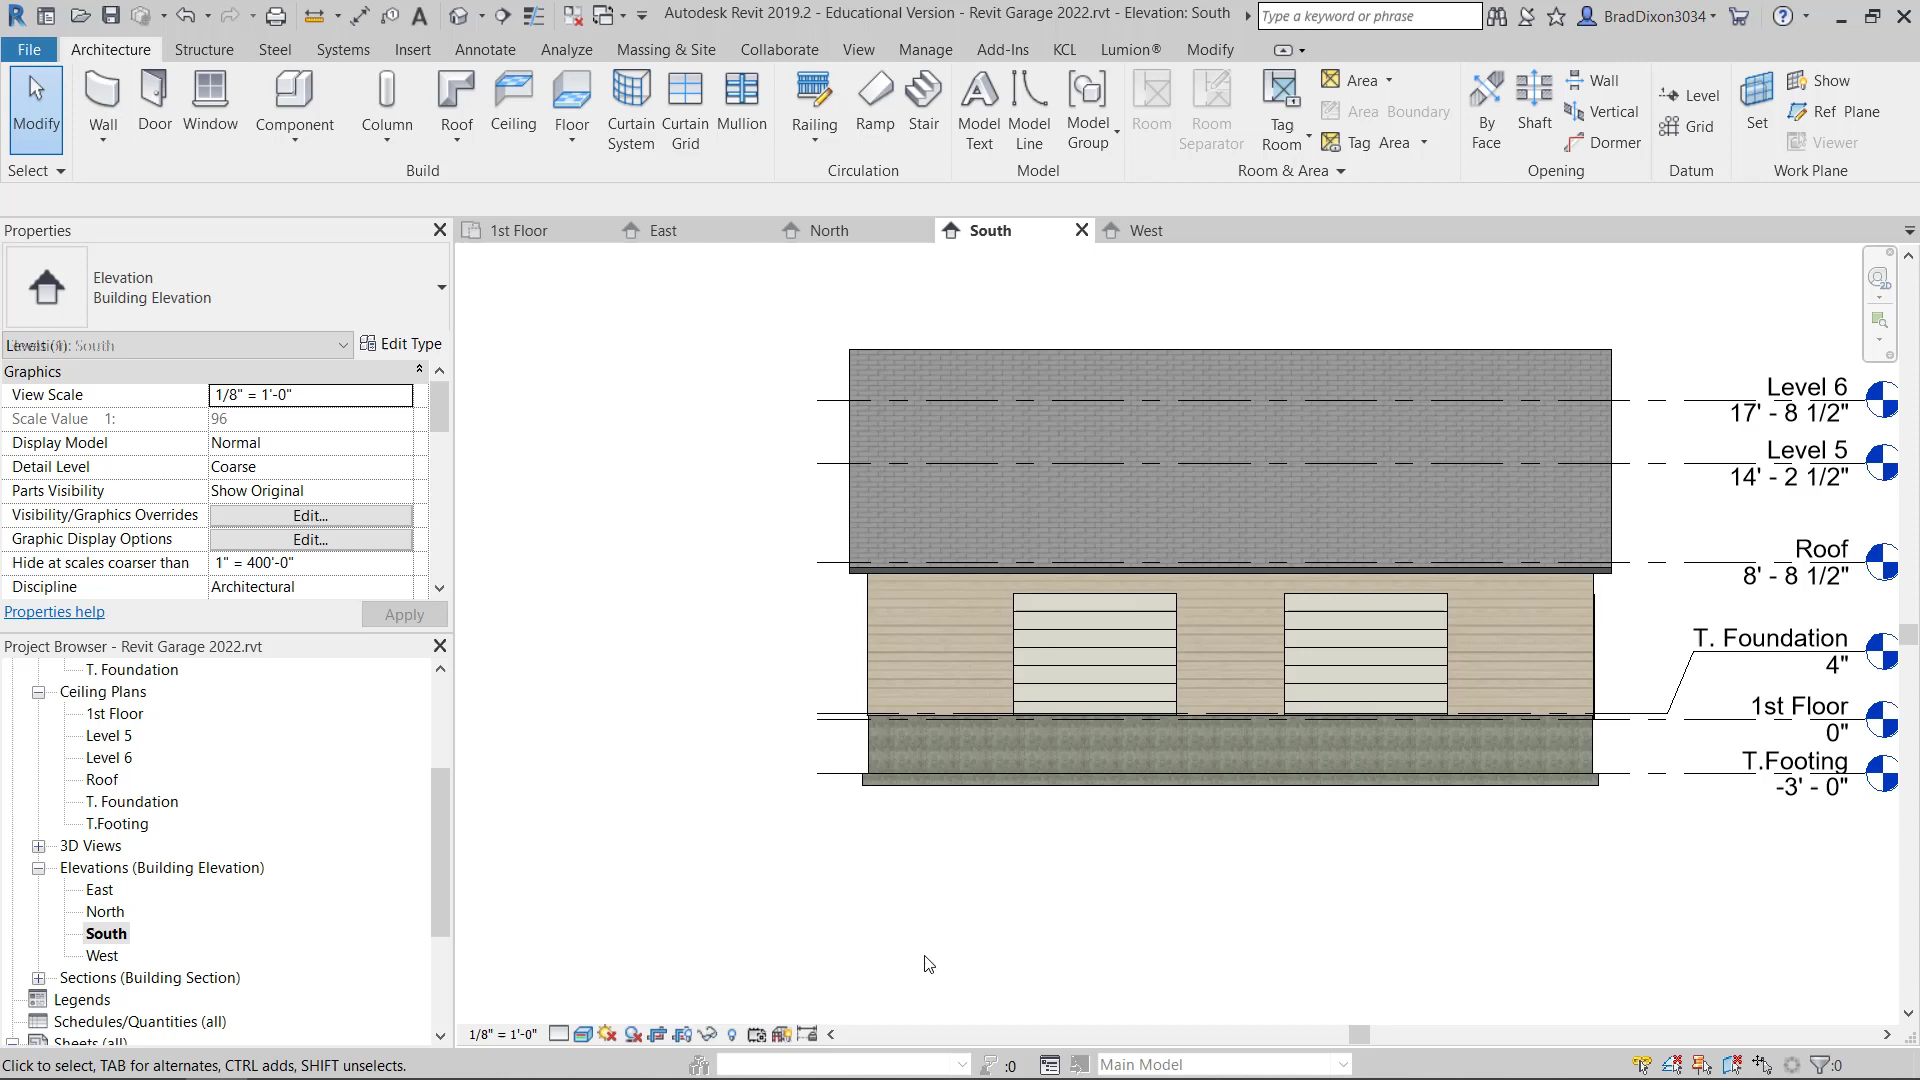 Autodesk Revit 2019.2 - Educational Version - Revit Garage 2022.rvt - Elevation: South
Type a keyword or phrase
BradDixon3034
File Architecture Structure Steel Systems Insert Annotate Analyze Massing & Site Collaborate View Manage Add-Ins KCL Lumion® Modify
Modify
Wall
Door
Window
Component
Column
Roof
Ceiling
Floor
Curtain System
Curtain Grid
Mullion
Railing
Ramp
Stair
Model Text
Model Line
Model Group
Room
Room Separator
Tag Room
Area
Area Boundary
Tag Area
By Face
Shaft
Wall
Vertical
Dormer
Level
Grid
Set
Show
Ref Plane
Viewer
Select Build Circulation Model Room & Area Opening Datum Work Plane
Properties
1st Floor East North South West
Elevation
Building Elevation
Edit Type
Graphics
View Scale 1/8" = 1'-0"
Scale Value 1: 96
Display Model Normal
Detail Level Coarse
Parts Visibility Show Original
Visibility/Graphics Overrides Edit...
Graphic Display Options Edit...
Hide at scales coarser than 1" = 400'-0"
Discipline Architectural
Properties help Apply
Project Browser - Revit Garage 2022.rvt
T. Foundation
Ceiling Plans
1st Floor
Level 5
Level 6
Roof
T. Foundation
T.Footing
3D Views
Elevations (Building Elevation)
East
North
South
West
Sections (Building Section)
Legends
Schedules/Quantities (all)
Sheets (all)
Level 6
17' - 8 1/2"
Level 5
14' - 2 1/2"
Roof
8' - 8 1/2"
T. Foundation
4"
1st Floor
0"
T.Footing
-3' - 0"
2D
1/8" = 1'-0"
Click to select, TAB for alternates, CTRL adds, SHIFT unselects.
:0
Main Model
:0